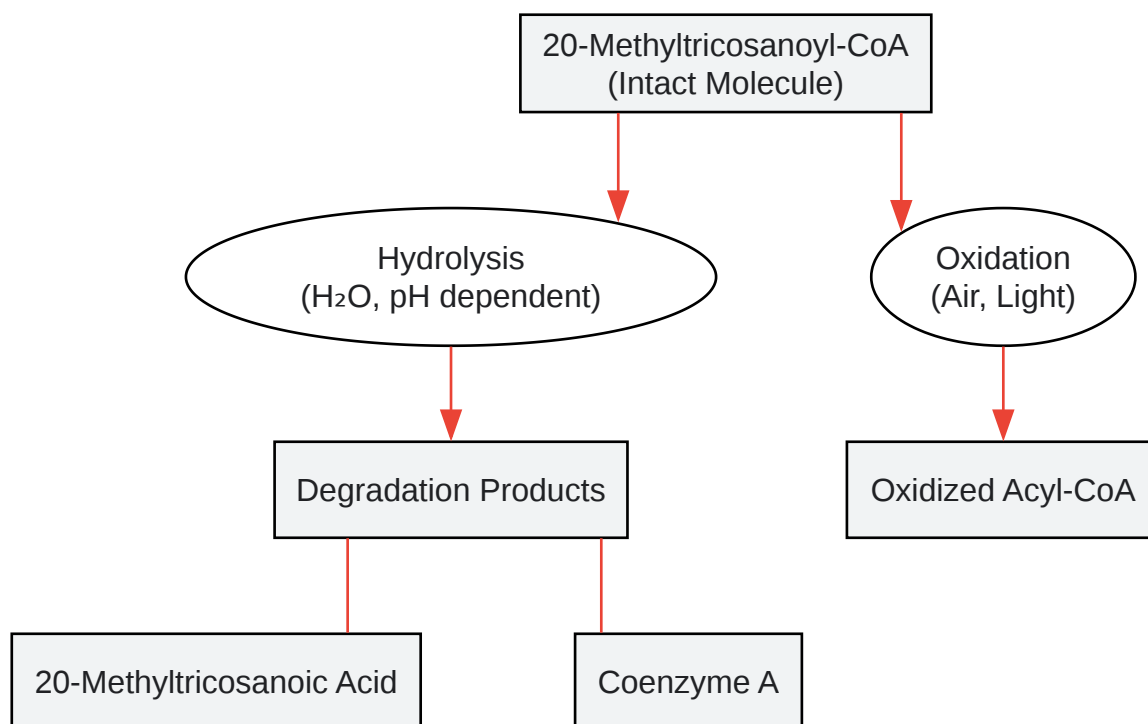 20-Methyltricosanoyl-CoA
(Intact Molecule)
Hydrolysis
(H₂O, pH dependent)
Oxidation
(Air, Light)
Degradation Products
Oxidized Acyl-CoA
20-Methyltricosanoic Acid
Coenzyme A